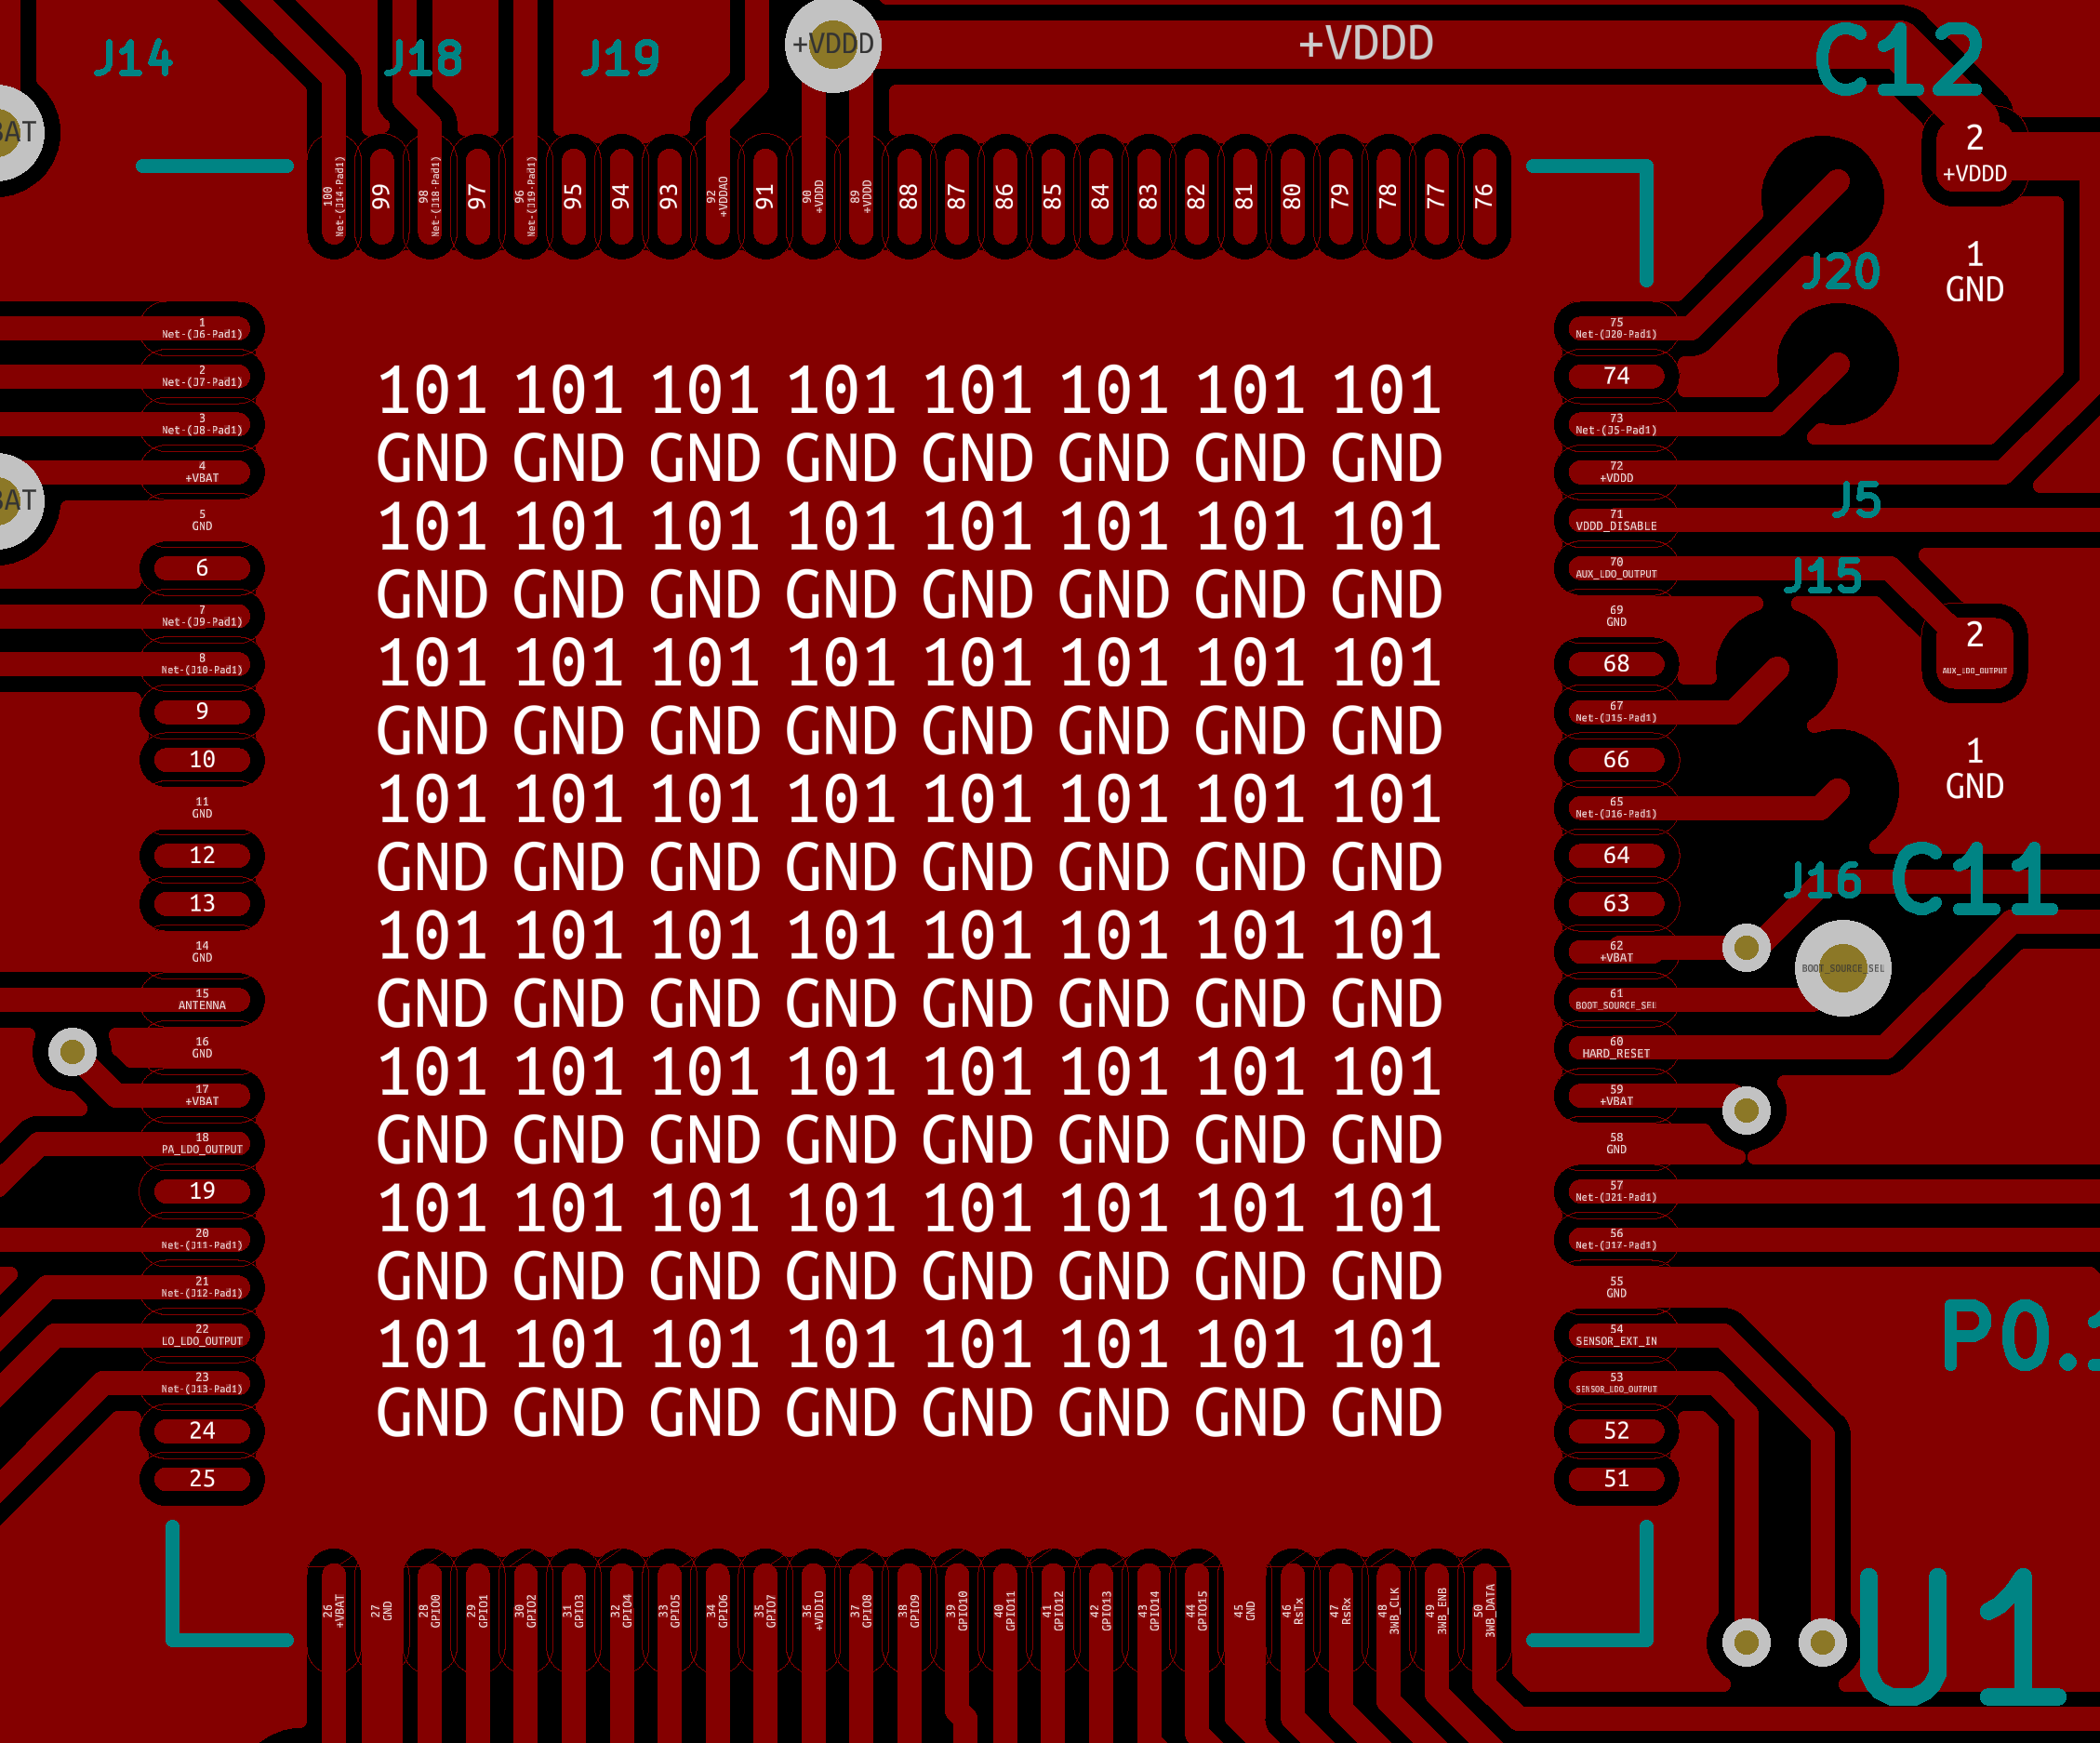 J14 J18 J19 +VDDD +VDDD C12
BAT
2
+VDDD
100 Net-(J14-Pad1)
99
98 Net-(J18-Pad1)
97
96 Net-(J19-Pad1)
95
94
93
92 +VDDAO
91
90 +VDDD
89 +VDDD
88
87
86
85
84
83
82
81
80
79
78
77
76
1
GND
J20
1
Net-(J6-Pad1)
2
Net-(J7-Pad1)
3
Net-(J8-Pad1)
4
+VBAT
BAT
5
GND
6
7
Net-(J9-Pad1)
8
Net-(J10-Pad1)
9
10
11
GND
12
13
14
GND
15
ANTENNA
16
GND
17
+VBAT
18
PA_LDO_OUTPUT
19
20
Net-(J11-Pad1)
21
Net-(J12-Pad1)
22
LO_LDO_OUTPUT
23
Net-(J13-Pad1)
24
25
101 101 101 101 101 101 101 101
GND GND GND GND GND GND GND GND
101 101 101 101 101 101 101 101
GND GND GND GND GND GND GND GND
101 101 101 101 101 101 101 101
GND GND GND GND GND GND GND GND
101 101 101 101 101 101 101 101
GND GND GND GND GND GND GND GND
101 101 101 101 101 101 101 101
GND GND GND GND GND GND GND GND
101 101 101 101 101 101 101 101
GND GND GND GND GND GND GND GND
101 101 101 101 101 101 101 101
GND GND GND GND GND GND GND GND
101 101 101 101 101 101 101 101
GND GND GND GND GND GND GND GND
75
Net-(J20-Pad1)
74
73
Net-(J5-Pad1)
72
+VDDD
71
VDDD_DISABLE
70
AUX_LDO_OUTPUT
69
GND
68
67
Net-(J15-Pad1)
66
65
Net-(J16-Pad1)
64
63
62
+VBAT
61
BOOT_SOURCE_SEL
60
HARD_RESET
59
+VBAT
58
GND
57
Net-(J21-Pad1)
56
Net-(J17-Pad1)
55
GND
54
SENSOR_EXT_IN
53
SENSOR_LDO_OUTPUT
52
51
J5
J15
2
AUX_LDO_OUTPUT
1
GND
J16 C11
BOOT_SOURCE_SEL
P0.1
26 +VBAT
27 GND
28 GPIO0
29 GPIO1
30 GPIO2
31 GPIO3
32 GPIO4
33 GPIO5
34 GPIO6
35 GPIO7
36 +VDDIO
37 GPIO8
38 GPIO9
39 GPIO10
40 GPIO11
41 GPIO12
42 GPIO13
43 GPIO14
44 GPIO15
45 GND
46 RsTx
47 RsRx
48 3WB_CLK
49 3WB_ENB
50 3WB_DATA
U1